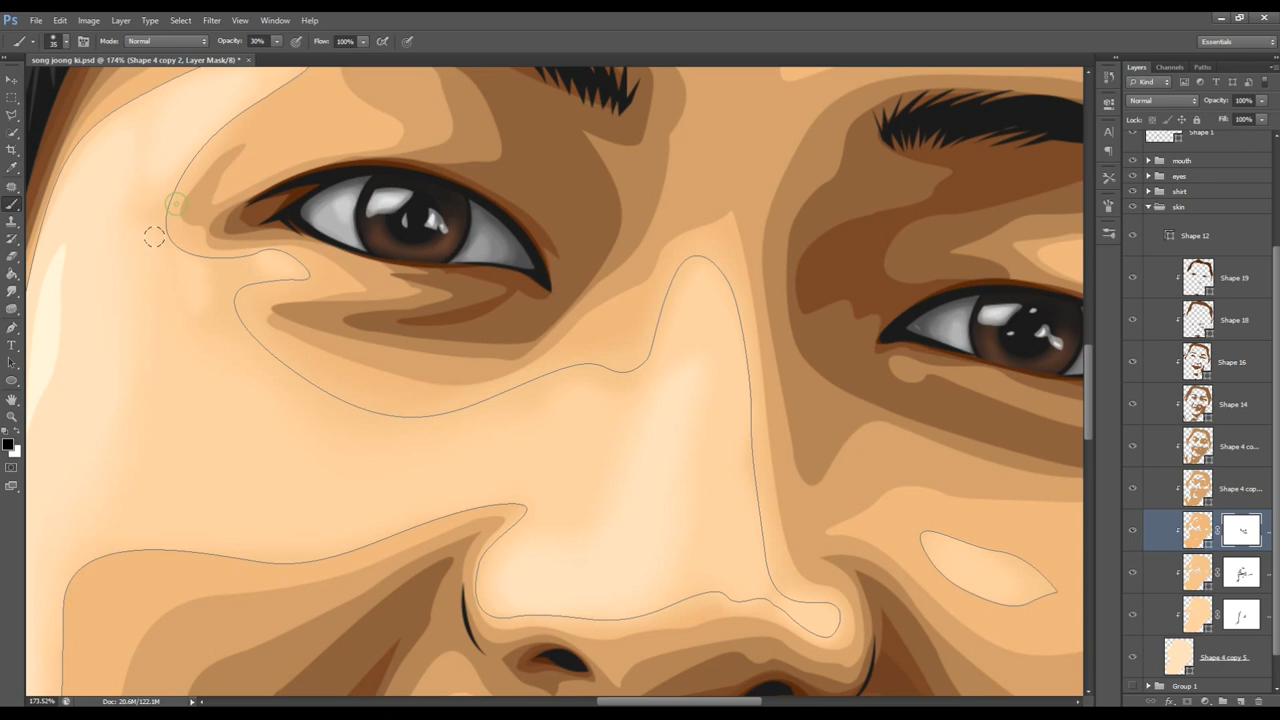 Ps File Edit Image Layer Type Select Filter View Window Help
35 Mode: Normal Opacity: 30% Flow: 100% Essentials
song joong ki.psd @ 174% (Shape 4 copy 2, Layer Mask/8) * ×
Layers Channels Paths
Kind
Normal Opacity: 100%
Lock: Fill: 100%
Shape 1
mouth
eyes
shirt
skin
Shape 12
Shape 19
Shape 18
Shape 16
Shape 14
Shape 4 co...
Shape 4 cop...
Shape 4 copy 5
Group 1
173.52% Doc: 20.6M/122.1M